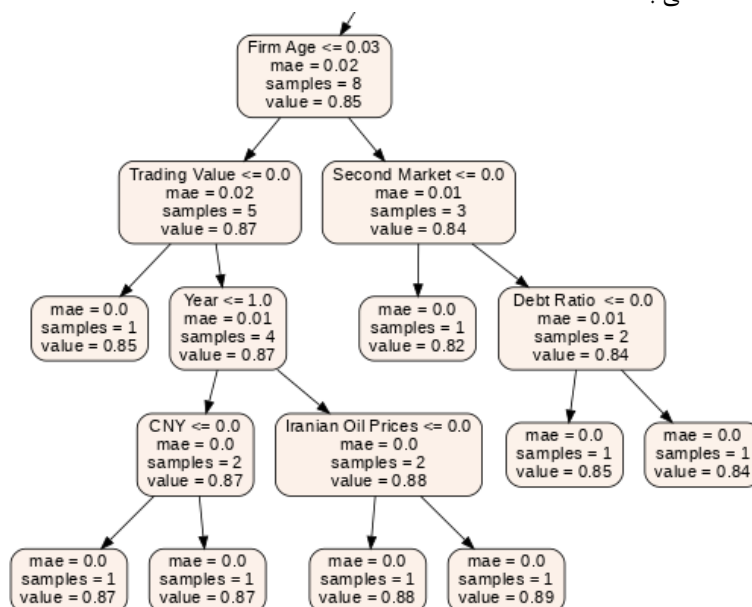 Firm Age <= 0.03
mae = 0.02
samples = 8
value = 0.85
Trading Value <= 0.0
mae = 0.02
samples = 5
value = 0.87
Second Market <= 0.0
mae = 0.01
samples = 3
value = 0.84
mae = 0.0
samples = 1
value = 0.85
Year <= 1.0
mae = 0.01
samples = 4
value = 0.87
mae = 0.0
samples = 1
value = 0.82
Debt Ratio <= 0.0
mae = 0.01
samples = 2
value = 0.84
CNY <= 0.0
mae = 0.0
samples = 2
value = 0.87
Iranian Oil Prices <= 0.0
mae = 0.0
samples = 2
value = 0.88
mae = 0.0
samples = 1
value = 0.85
mae = 0.0
samples = 1
value = 0.84
mae = 0.0
samples = 1
value = 0.87
mae = 0.0
samples = 1
value = 0.87
mae = 0.0
samples = 1
value = 0.88
mae = 0.0
samples = 1
value = 0.89